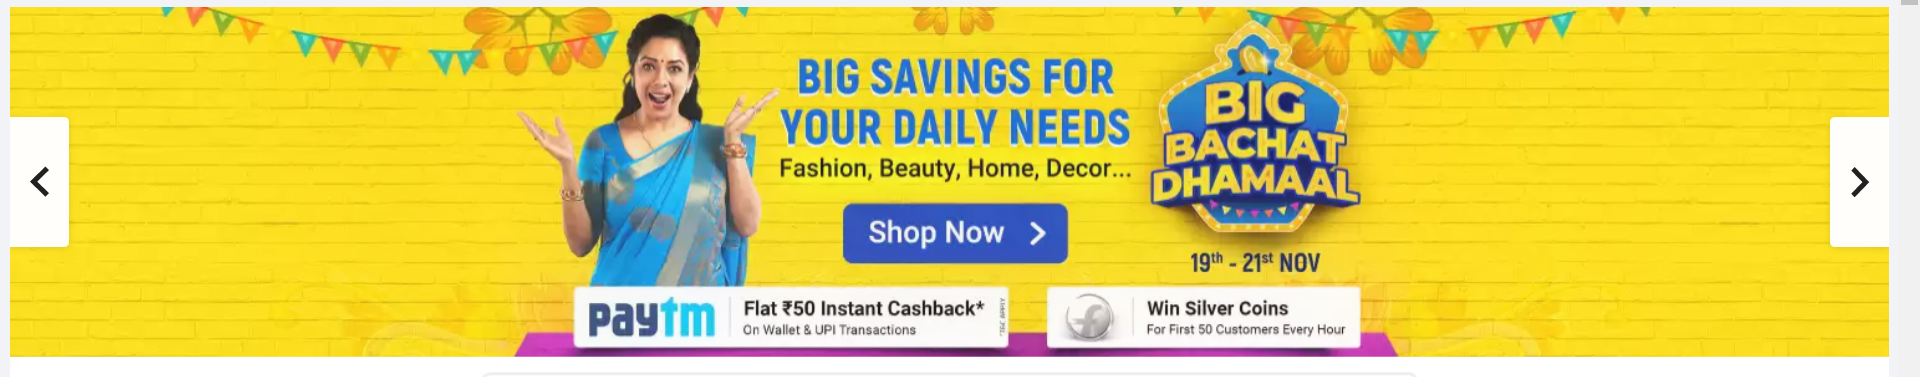 BIG SAVINGS FOR
YOUR DAILY NEEDS
Fashion, Beauty, Home, Decor...
Shop Now
BIG
BACHAT
DHAMAAL
19th - 21st NOV
paytm
Flat ₹50 Instant Cashback*
On Wallet & UPI Transactions
*T&C APPLY
Win Silver Coins
For First 50 Customers Every Hour